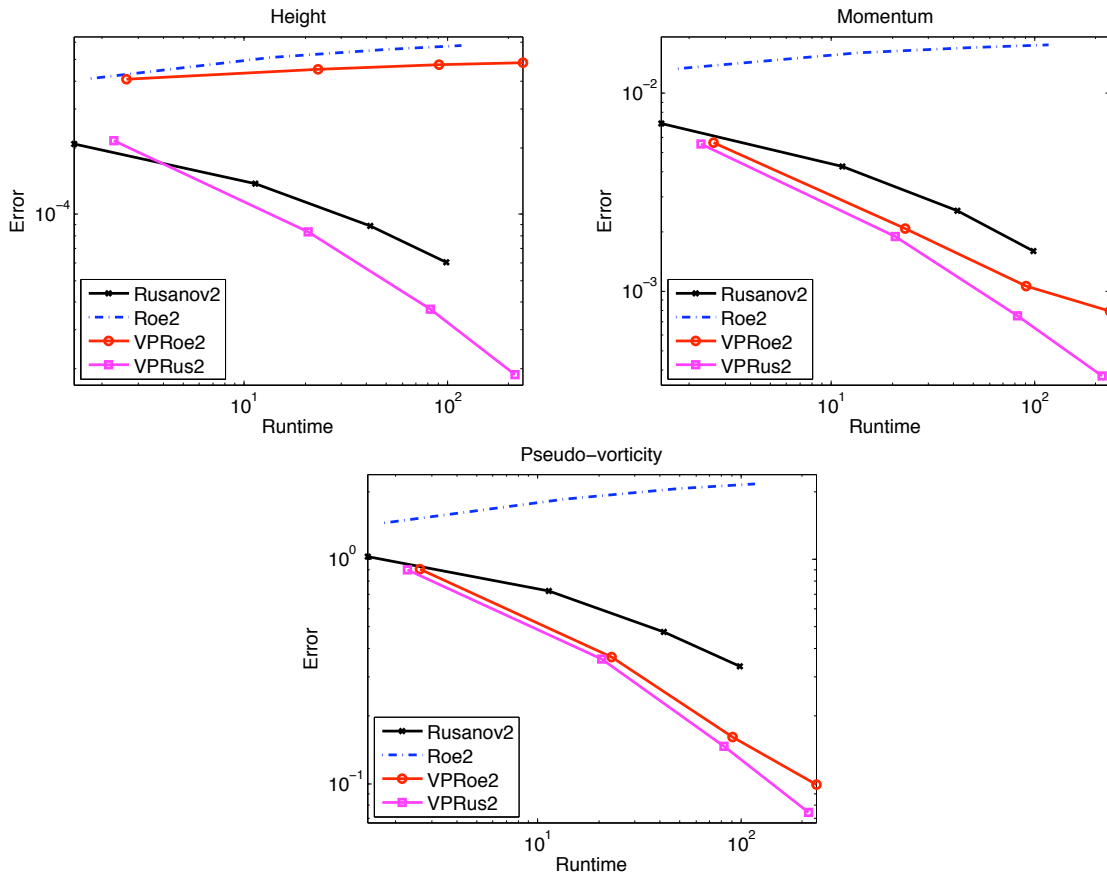 Height
Error
10^-4
Rusanov2
Roe2
VPRoe2
VPRus2
10^1
10^2
Runtime
Momentum
Error
10^-2
10^-3
Rusanov2
Roe2
VPRoe2
VPRus2
10^1
10^2
Runtime
Pseudo-vorticity
Error
10^0
10^-1
Rusanov2
Roe2
VPRoe2
VPRus2
10^1
10^2
Runtime